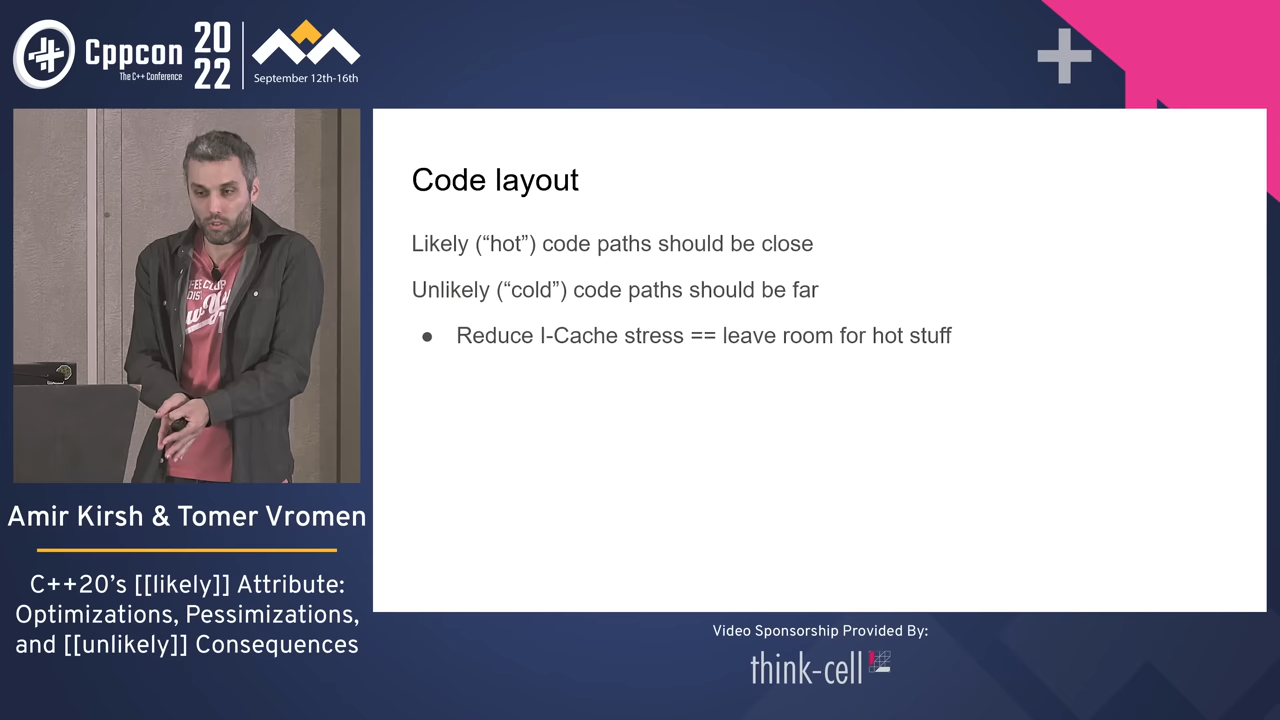 Cppcon
The C++ Conference
20
22
September 12th-16th
Code layout
Likely (“hot”) code paths should be close
Unlikely (“cold”) code paths should be far
● Reduce I-Cache stress == leave room for hot stuff
Amir Kirsh & Tomer Vromen
C++20’s [[likely]] Attribute:
Optimizations, Pessimizations,
and [[unlikely]] Consequences
Video Sponsorship Provided By:
think-cell